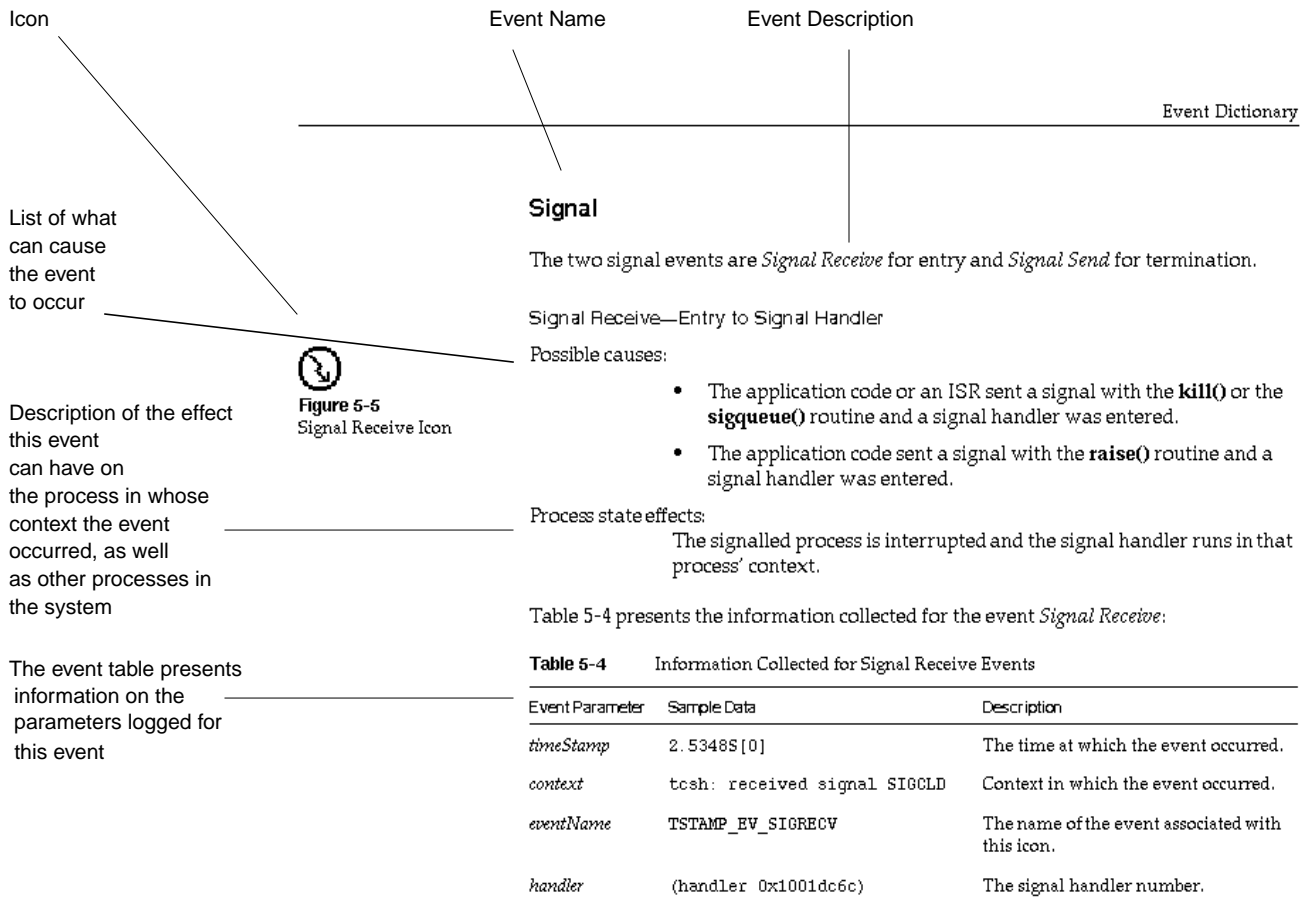 Icon
Event Name
Event Description
Event Dictionary
List of what
can cause
the event
to occur
Signal
The two signal events are Signal Receive for entry and Signal Send for termination.
Signal Receive—Entry to Signal Handler
Possible causes:
Figure 5-5
Signal Receive Icon
• The application code or an ISR sent a signal with the kill() or the
sigqueue() routine and a signal handler was entered.
• The application code sent a signal with the raise() routine and a
signal handler was entered.
Description of the effect
this event
can have on
the process in whose
context the event
occurred, as well
as other processes in
the system
Process state effects:
The signalled process is interrupted and the signal handler runs in that
process’ context.
Table 5-4 presents the information collected for the event Signal Receive:
The event table presents
information on the
parameters logged for
this event
Table 5-4 Information Collected for Signal Receive Events
Event Parameter Sample Data Description
timeStamp 2.5348S[0] The time at which the event occurred.
context tcsh: received signal SIGCLD Context in which the event occurred.
eventName TSTAMP_EV_SIGRECV The name of the event associated with
this icon.
handler (handler 0x1001dc6c) The signal handler number.